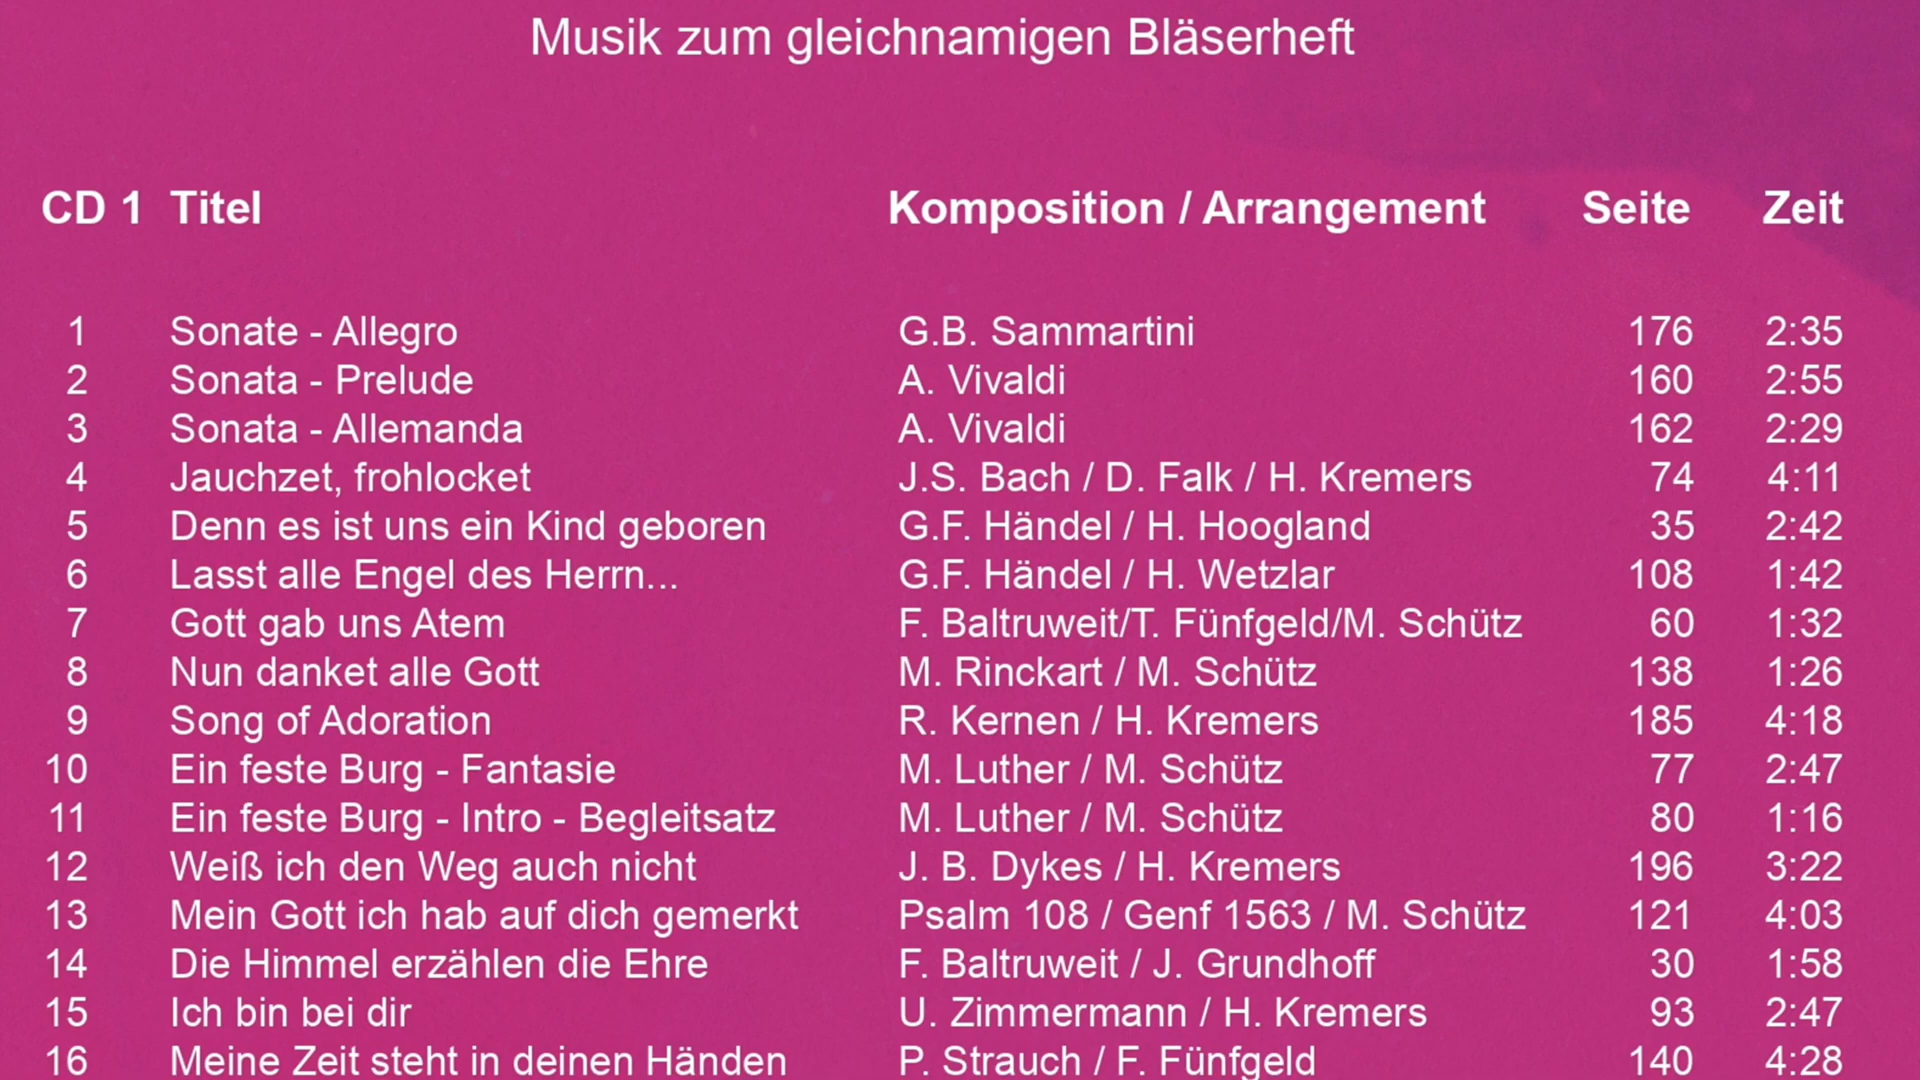 Musik zum gleichnamigen Bläserheft
CD 1 Titel Komposition / Arrangement Seite Zeit
1 Sonate - Allegro G.B. Sammartini 176 2:35
2 Sonata - Prelude A. Vivaldi 160 2:55
3 Sonata - Allemanda A. Vivaldi 162 2:29
4 Jauchzet, frohlocket J.S. Bach / D. Falk / H. Kremers 74 4:11
5 Denn es ist uns ein Kind geboren G.F. Händel / H. Hoogland 35 2:42
6 Lasst alle Engel des Herrn... G.F. Händel / H. Wetzlar 108 1:42
7 Gott gab uns Atem F. Baltruweit/T. Fünfgeld/M. Schütz 60 1:32
8 Nun danket alle Gott M. Rinckart / M. Schütz 138 1:26
9 Song of Adoration R. Kernen / H. Kremers 185 4:18
10 Ein feste Burg - Fantasie M. Luther / M. Schütz 77 2:47
11 Ein feste Burg - Intro - Begleitsatz M. Luther / M. Schütz 80 1:16
12 Weiß ich den Weg auch nicht J. B. Dykes / H. Kremers 196 3:22
13 Mein Gott ich hab auf dich gemerkt Psalm 108 / Genf 1563 / M. Schütz 121 4:03
14 Die Himmel erzählen die Ehre F. Baltruweit / J. Grundhoff 30 1:58
15 Ich bin bei dir U. Zimmermann / H. Kremers 93 2:47
16 Meine Zeit steht in deinen Händen P. Strauch / F. Fünfgeld 140 4:28